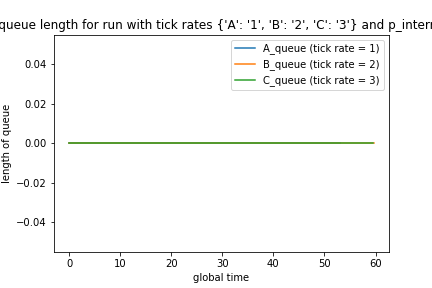 queue length for run with tick rates {'A': '1', 'B': '2', 'C': '3'} and
A_queue (tick rate = 1)
B_queue (tick rate = 2)
C_queue (tick rate = 3)
length of queue
0.04
0.02
0.00
−0.02
−0.04
0 10 20 30 40 50 60
global time